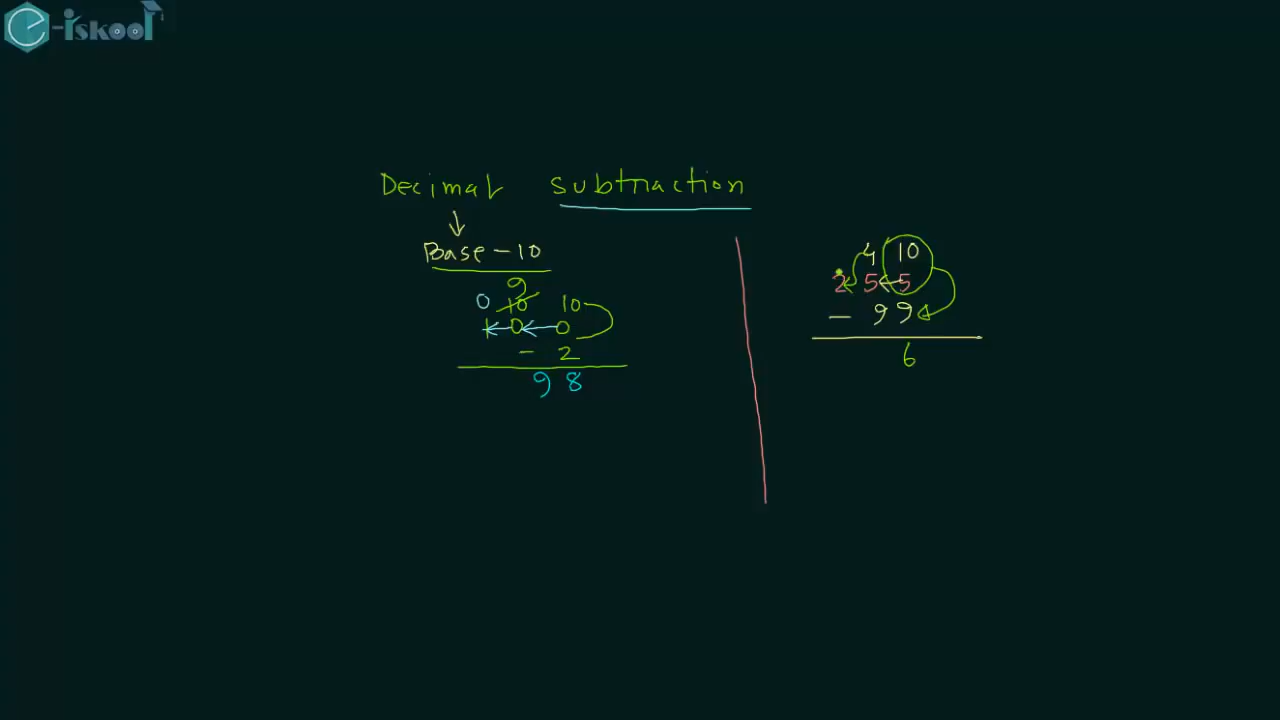 e-iskool
Decimal subtraction
Base - 10
9
0 10 10
1 0 0
- 2
9 8
4 10
2 5 5
- 9 9
6